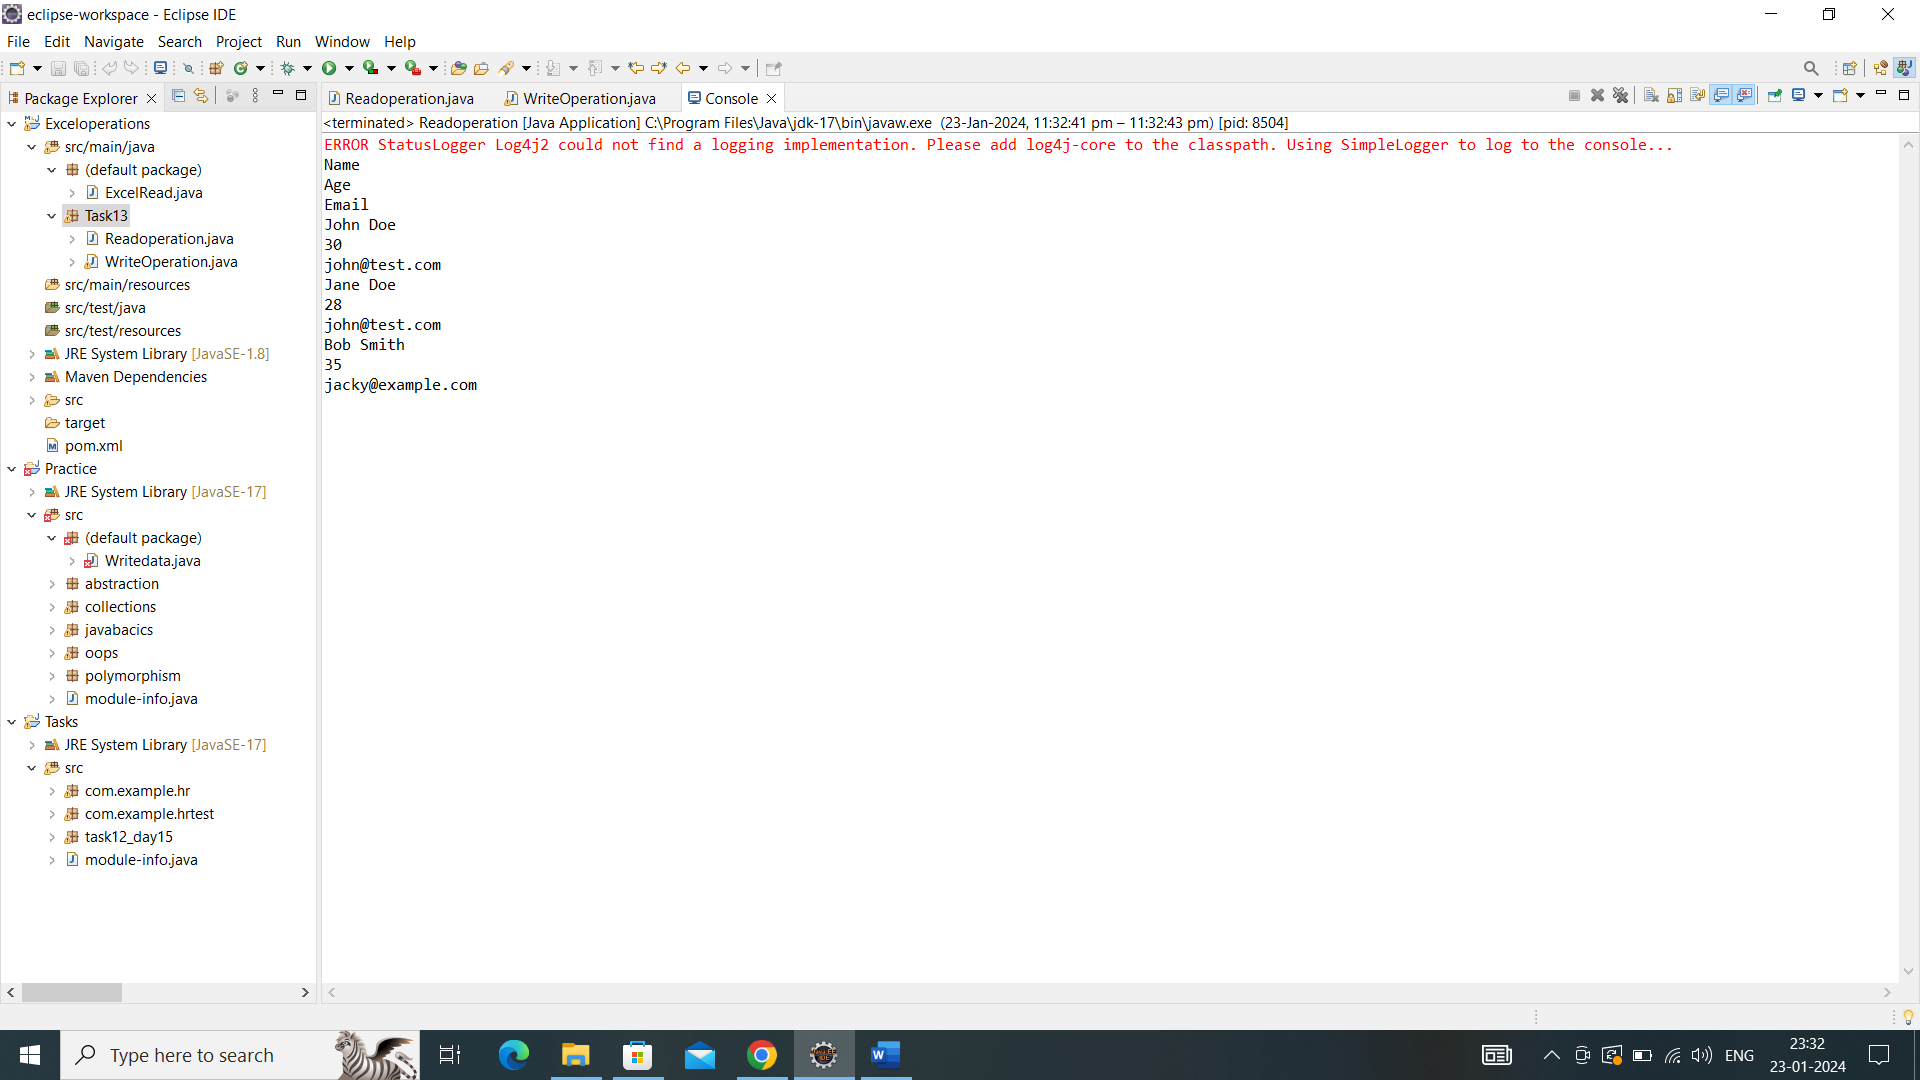 eclipse-workspace - Eclipse IDE
File Edit Navigate Search Project Run Window Help
Package Explorer
Readoperation.java WriteOperation.java Console
<terminated> Readoperation [Java Application] C:\Program Files\Java\jdk-17\bin\javaw.exe (23-Jan-2024, 11:32:41 pm – 11:32:43 pm) [pid: 8504]
Exceloperations
src/main/java
(default package)
ExcelRead.java
Task13
Readoperation.java
WriteOperation.java
src/main/resources
src/test/java
src/test/resources
JRE System Library [JavaSE-1.8]
Maven Dependencies
src
target
pom.xml
Practice
JRE System Library [JavaSE-17]
src
(default package)
Writedata.java
abstraction
collections
javabacics
oops
polymorphism
module-info.java
Tasks
JRE System Library [JavaSE-17]
src
com.example.hr
com.example.hrtest
task12_day15
module-info.java
ERROR StatusLogger Log4j2 could not find a logging implementation. Please add log4j-core to the classpath. Using SimpleLogger to log to the console...
Name
Age
Email
John Doe
30
john@test.com
Jane Doe
28
john@test.com
Bob Smith
35
jacky@example.com
Type here to search
ENG
23:32
23-01-2024